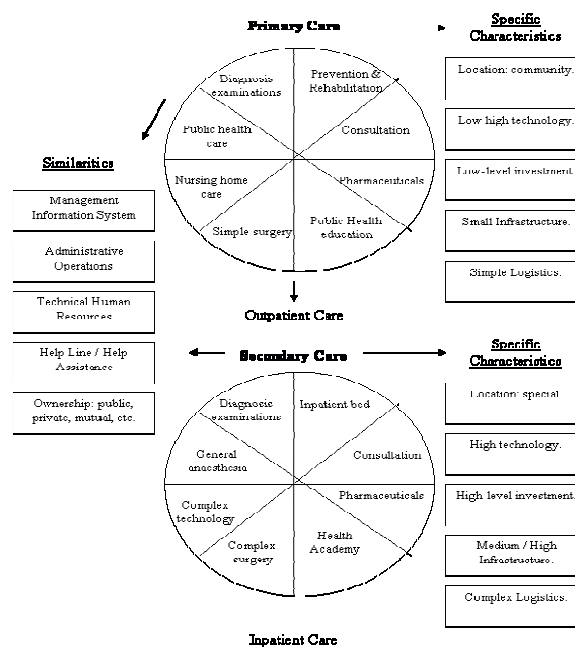 Primary Care
Specific
Characteristics
Diagnosis
examinations
Prevention &
Rehabilitation
Public health
care
Consultation
Nursing home
care
Pharmaceuticals
Simple surgery
Public Health
education
Location: community.
Low high technology.
Low-level investment.
Small Infrastructure.
Simple Logistics.
Similarities
Management
Information System
Administrative
Operations
Technical Human
Resources
Help Line / Help
Assistance
Ownership: public,
private, mutual, etc.
Outpatient Care
Secondary Care
Specific
Characteristics
Diagnosis
examinations
Inpatient bed
General
anaesthesia
Consultation
Complex
technology
Pharmaceuticals
Complex
surgery
Health
Academy
Location: special
High technology.
High level investment.
Medium / High
Infrastructure.
Complex Logistics.
Inpatient Care